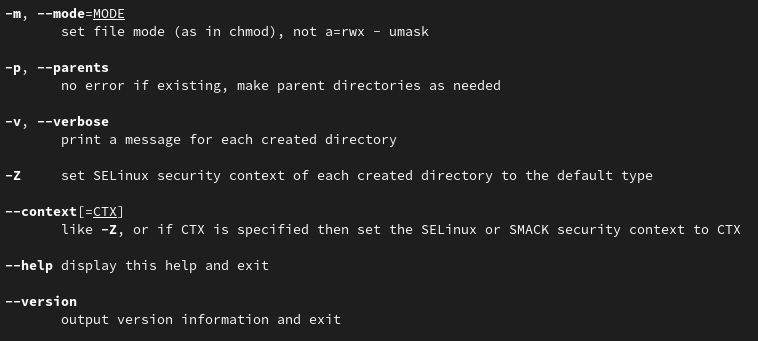 -m, --mode=MODE
set file mode (as in chmod), not a=rwx - umask
-p, --parents
no error if existing, make parent directories as needed
-v, --verbose
print a message for each created directory
-Z     set SELinux security context of each created directory to the default type
--context[=CTX]
like -Z, or if CTX is specified then set the SELinux or SMACK security context to CTX
--help display this help and exit
--version
output version information and exit